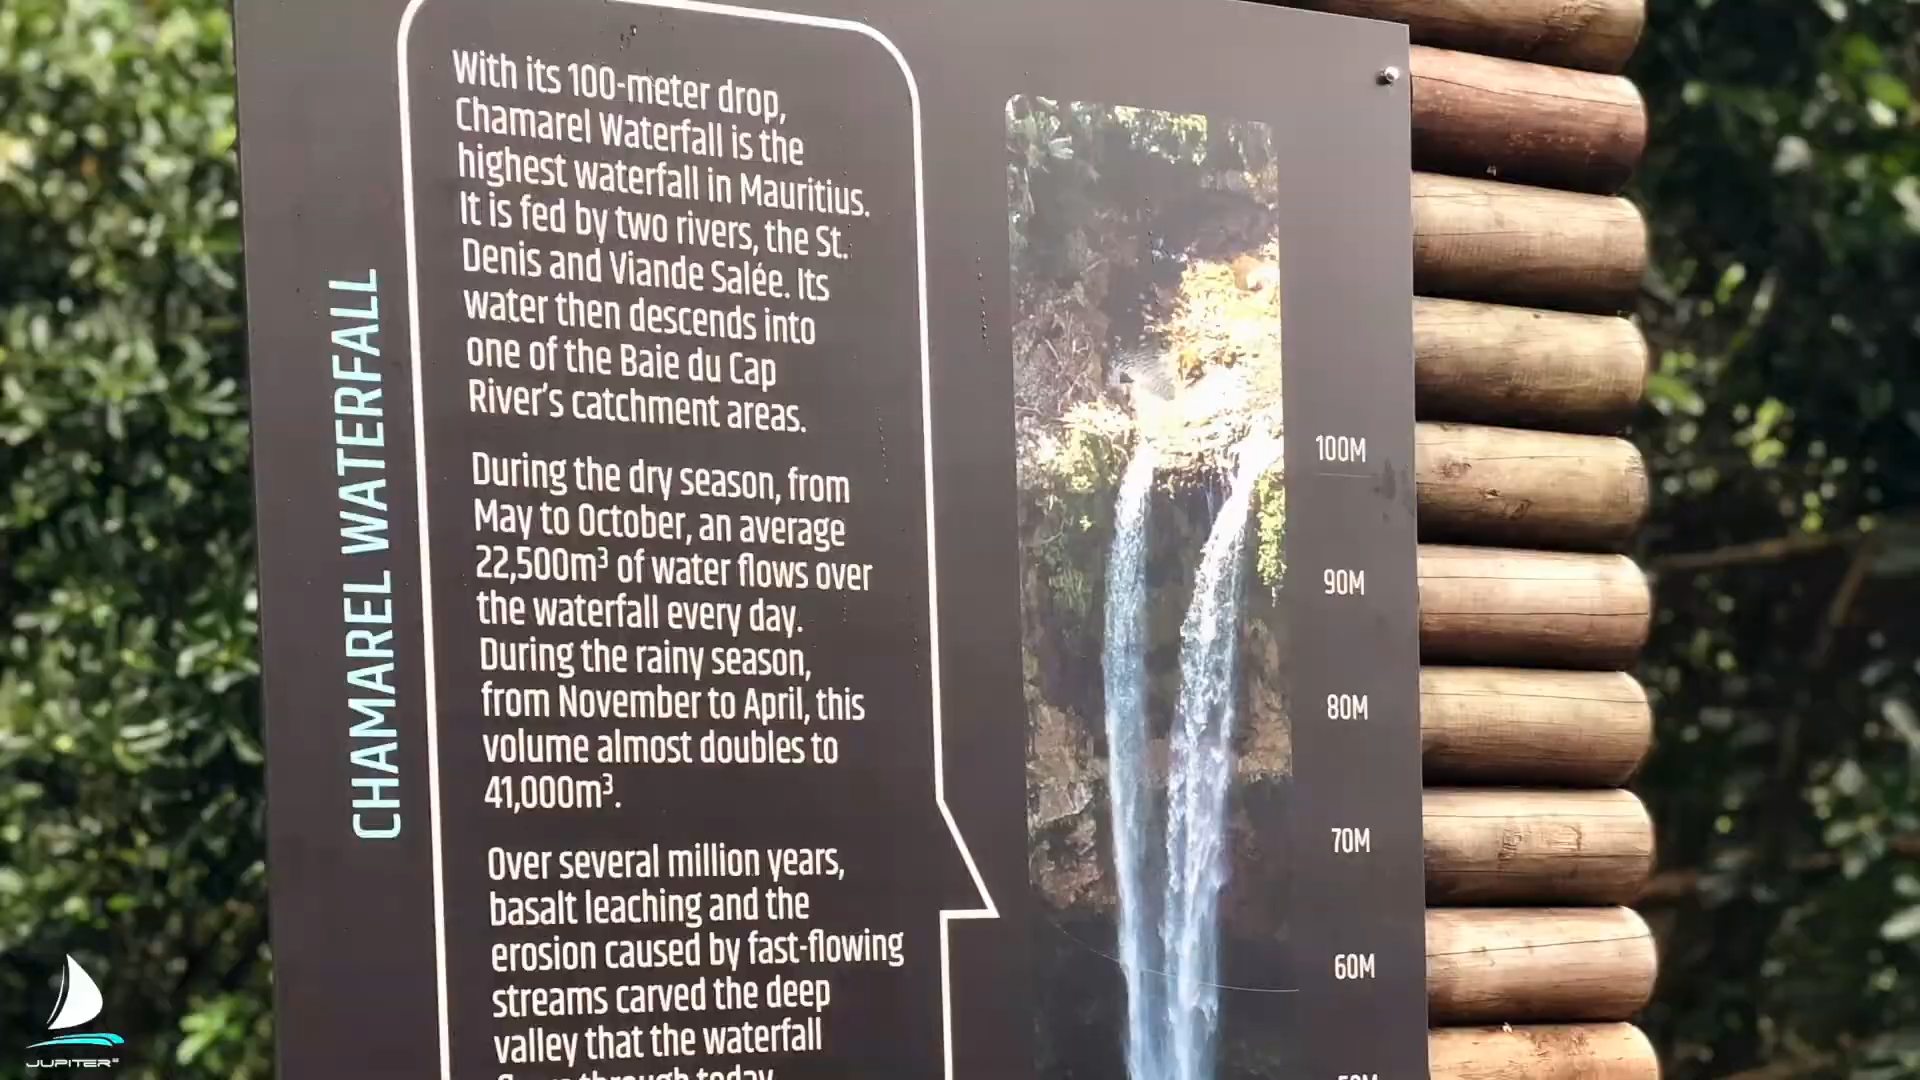 CHAMAREL WATERFALL
With its 100-meter drop,
Chamarel Waterfall is the
highest waterfall in Mauritius.
It is fed by two rivers, the St.
Denis and Viande Salée. Its
water then descends into
one of the Baie du Cap
River's catchment areas.
During the dry season, from
May to October, an average
22,500m³ of water flows over
the waterfall every day.
During the rainy season,
from November to April, this
volume almost doubles to
41,000m³.
Over several million years,
basalt leaching and the
erosion caused by fast-flowing
streams carved the deep
valley that the waterfall
through today.
100M
90M
80M
70M
60M
JUPITER